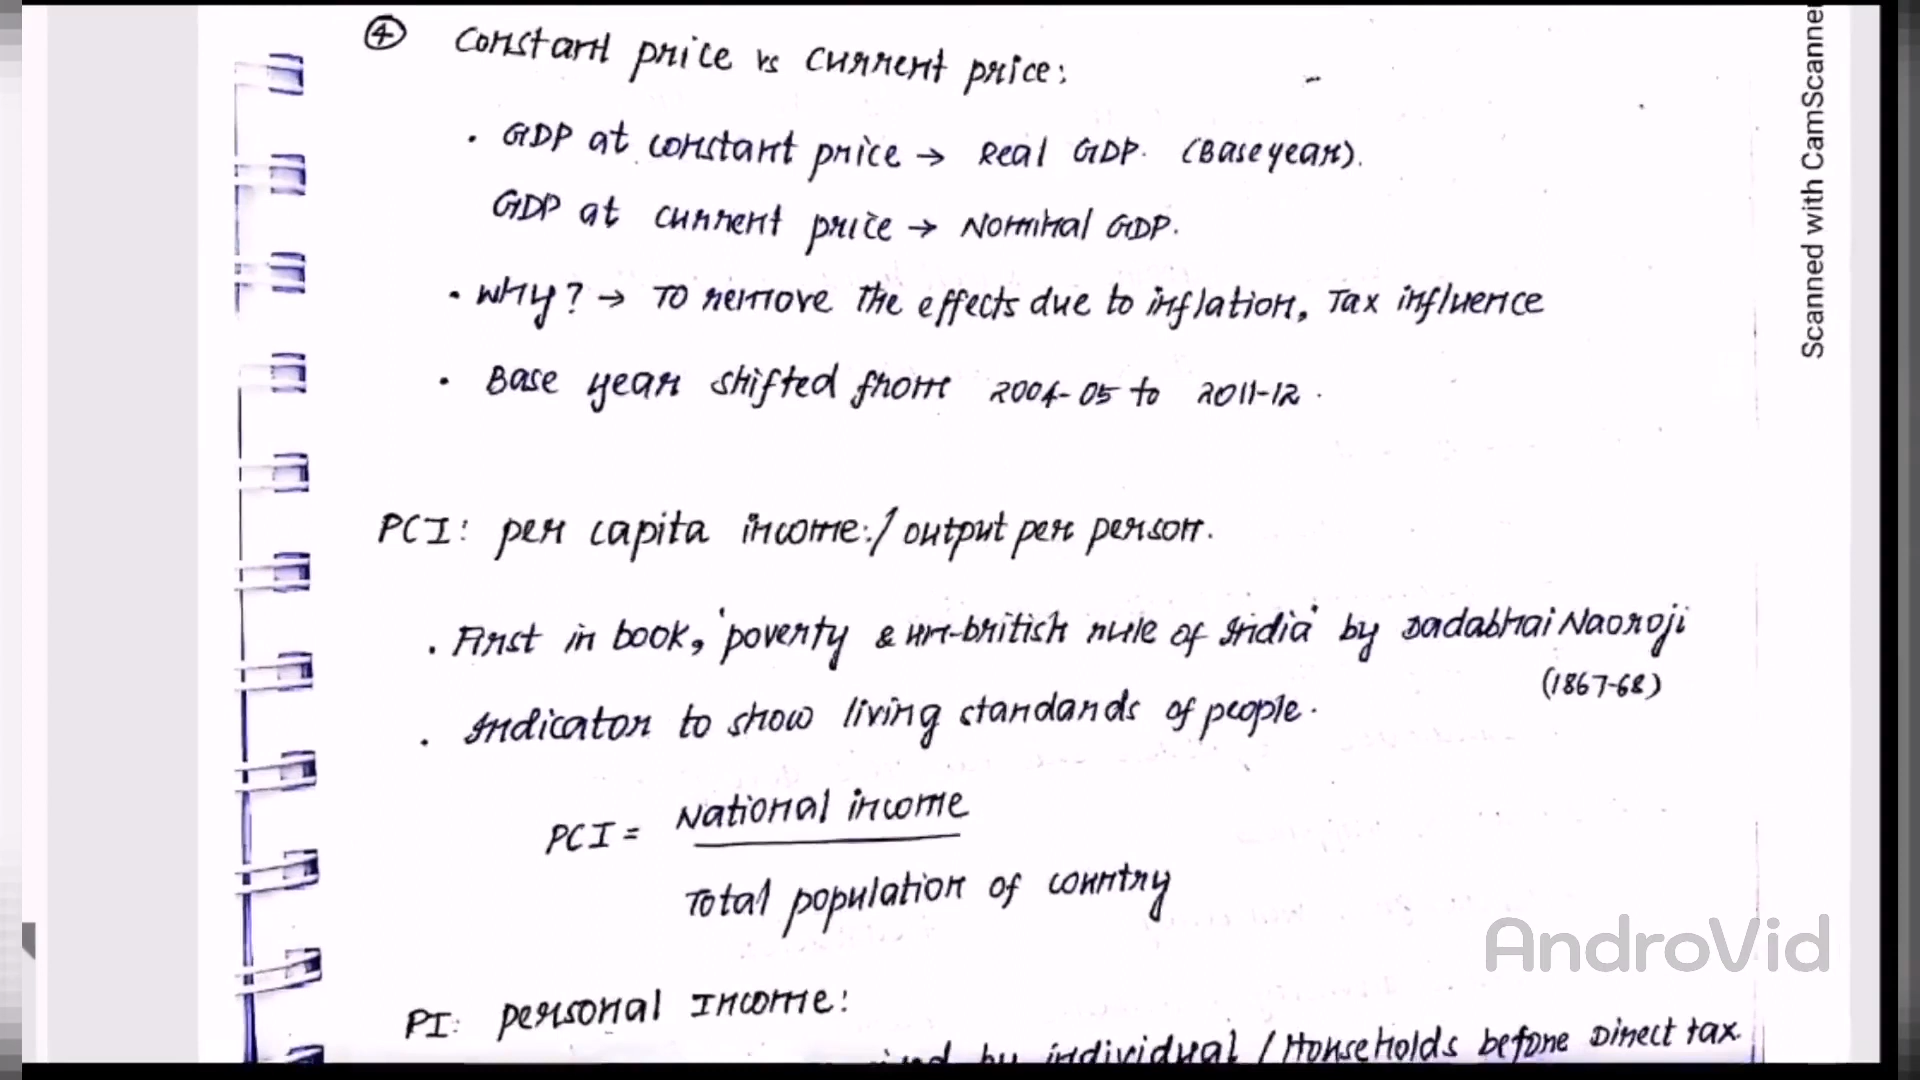 ④ Constant price vs Current price:
. GDP at constant price → Real GDP. (Base year).
GDP at current price → Nominal GDP.
. Why? → To remove the effects due to inflation, Tax influence
. Base year shifted from 2004-05 to 2011-12.
PCI: per capita income:/ output per person.
. First in book, 'poverty & un-british rule of India' by Dadabhai Naoroji
(1867-68)
. Indicator to show living standards of people.
PCI = National income
Total population of country
PI: personal Income:
by individual / Households before Direct tax
Scanned with CamScanner
AndroVid